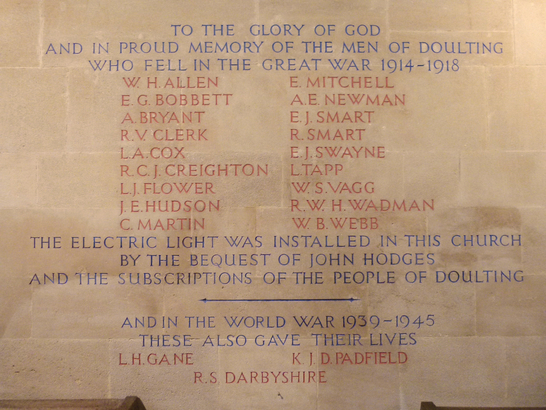 TO THE GLORY OF GOD
AND IN PROUD MEMORY OF THE MEN OF DOULTING
WHO FELL IN THE GREAT WAR 1914-1918
W. H. ALLEN E. MITCHELL
E. G. BOBBETT A. E. NEWMAN
A. BRYANT E. J. SMART
R. V. CLERK R. SMART
L. A. COX E. J. SWAYNE
R. C. J. CREIGHTON L. TAPP
L. J. FLOWER W. S. VAGG
J. E. HUDSON R. W. H. WADMAN
C. MARTIN W. B. WEBB
THE ELECTRIC LIGHT WAS INSTALLED IN THIS CHURCH
BY THE BEQUEST OF JOHN HODGES
AND THE SUBSCRIPTIONS OF THE PEOPLE OF DOULTING
AND IN THE WORLD WAR 1939-1945
THESE ALSO GAVE THEIR LIVES
L. H. GANE K. J. D. PADFIELD
R. S. DARBYSHIRE